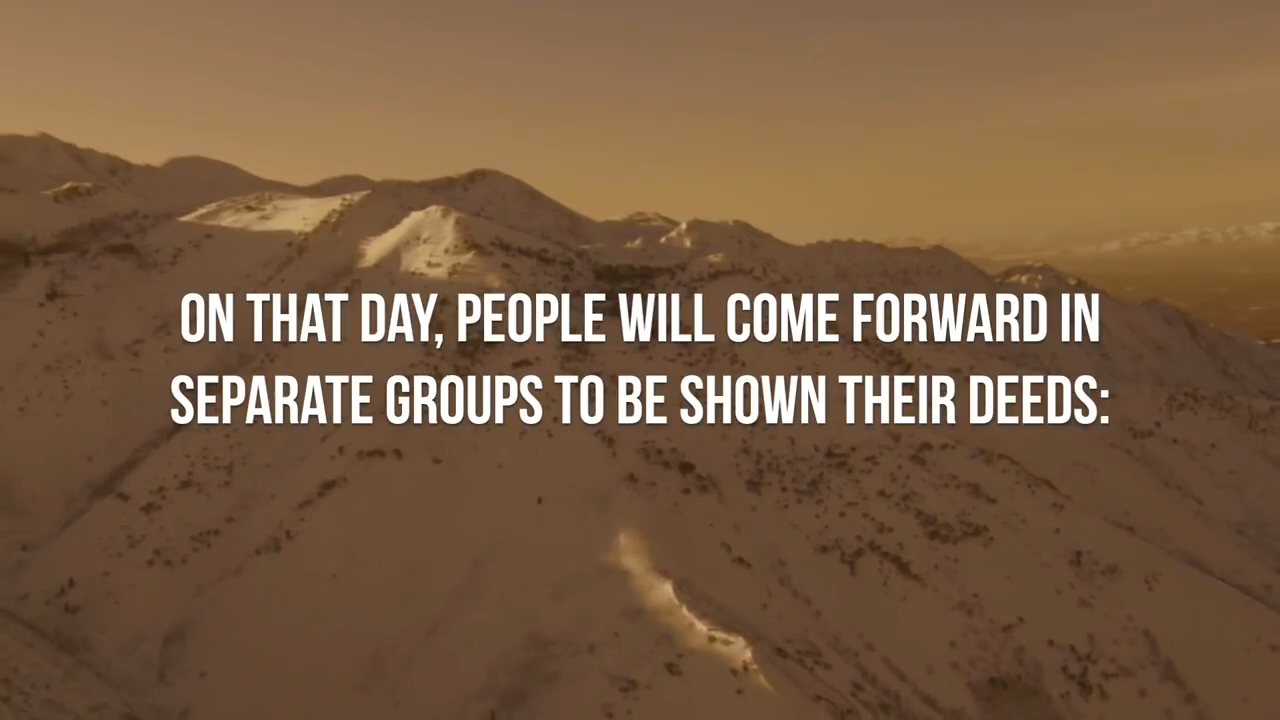 ON THAT DAY, PEOPLE WILL COME FORWARD IN
SEPARATE GROUPS TO BE SHOWN THEIR DEEDS: